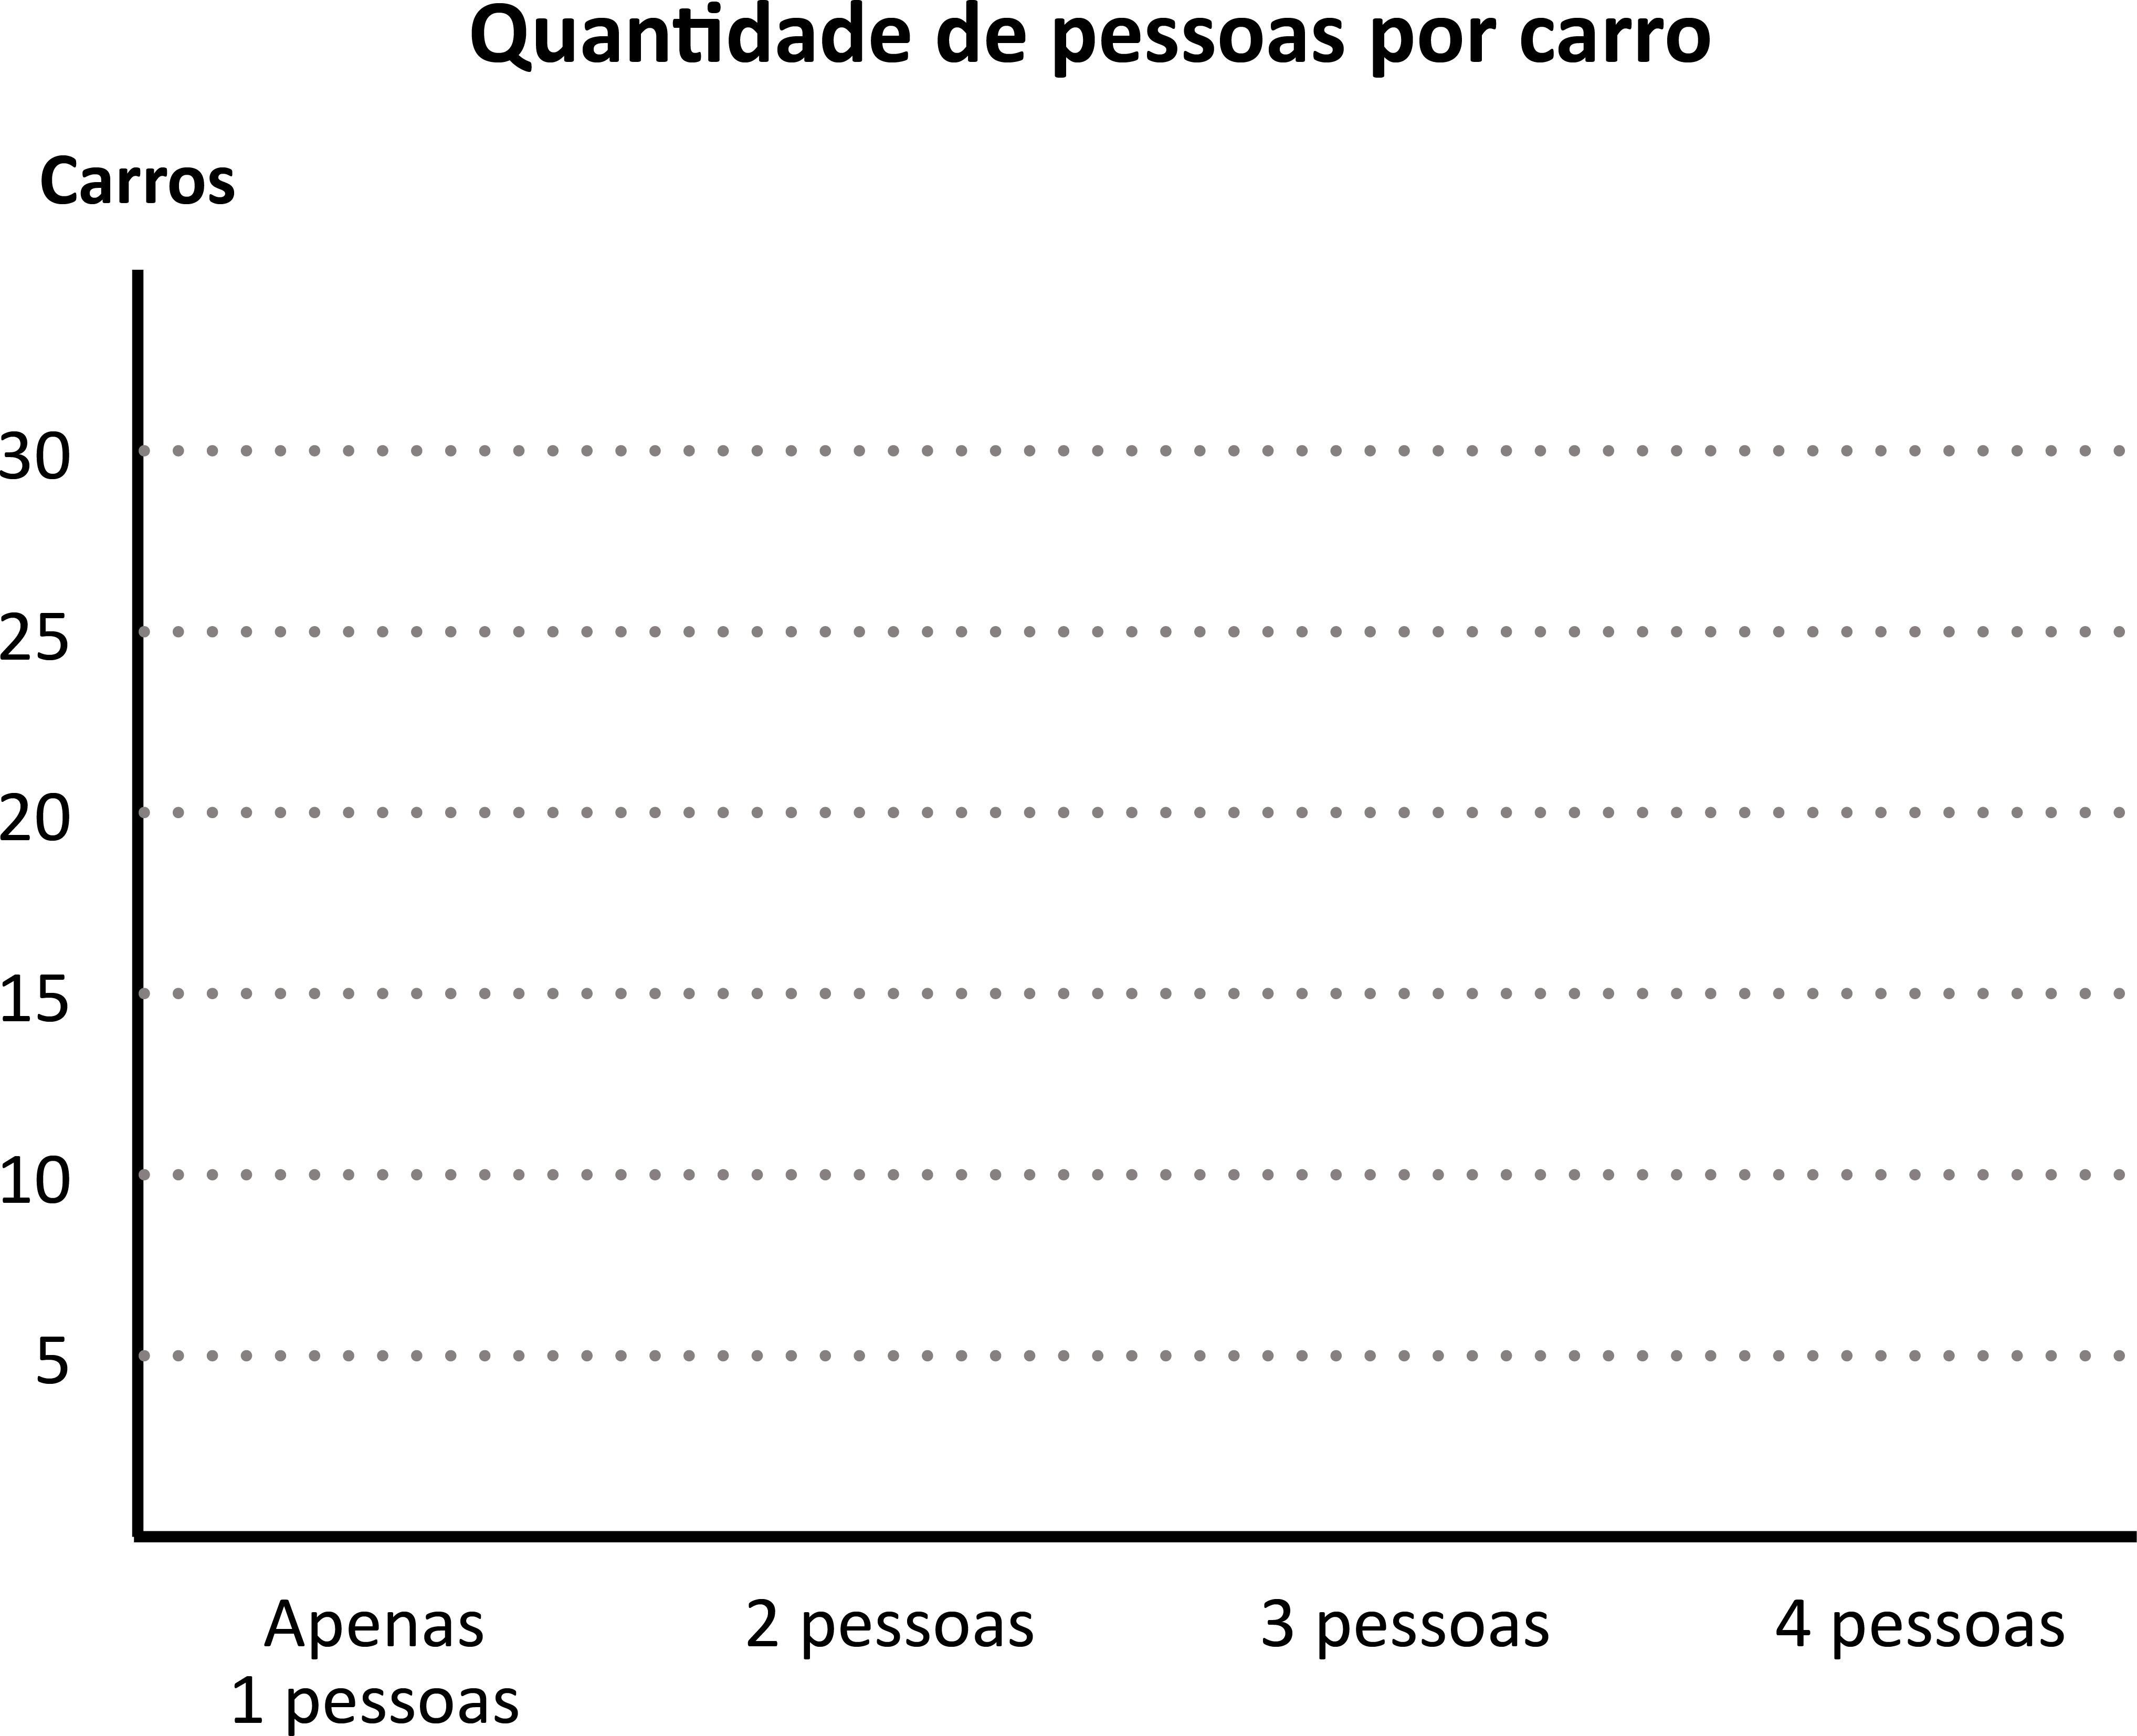 Quantidade de pessoas por carro
Carros
30
25
20
15
10
5
Apenas
1 pessoas
2 pessoas
3 pessoas
4 pessoas